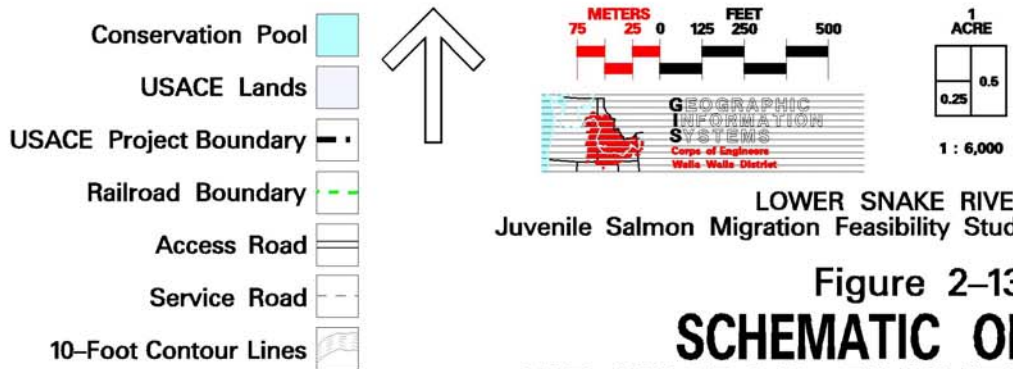 Conservation Pool
USACE Lands
USACE Project Boundary
Railroad Boundary
Access Road
Service Road
10–Foot Contour Lines
METERS FEET
75 25 0 125 250 500
1
ACRE
0.25 0.5
GEOGRAPHIC
INFORMATION
SYSTEMS
Corps of Engineers
Walla Walla District
1 : 6,000
LOWER SNAKE RIVE
Juvenile Salmon Migration Feasibility Stud
Figure 2–13
SCHEMATIC O